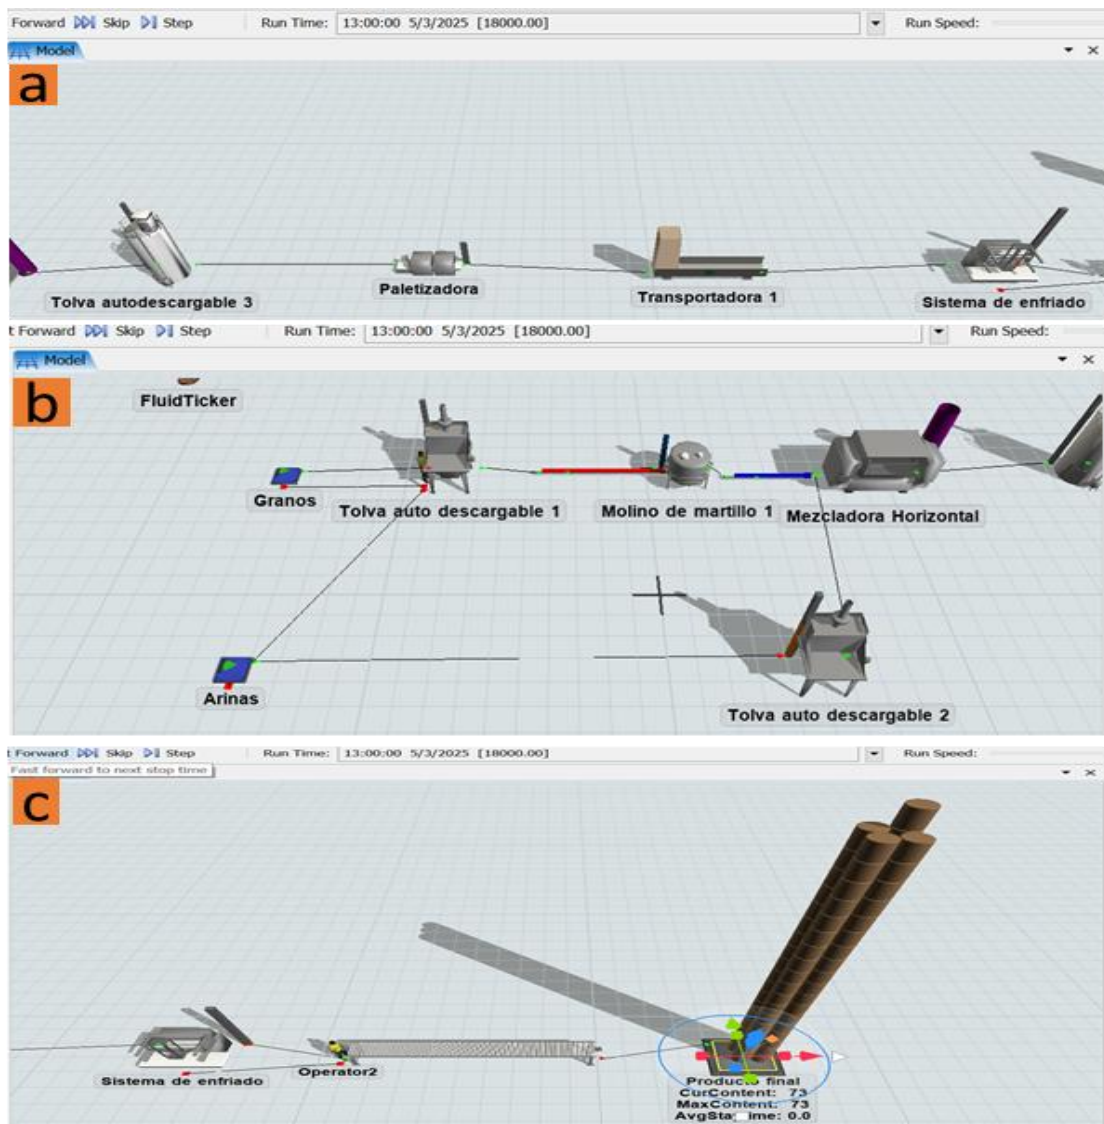 Forward Skip Step Run Time: 13:00:00 5/3/2025 [18000.00] Run Speed:
Model
a
Tolva autodescargable 3
Paletizadora
Transportadora 1
Sistema de enfriado
t Forward Skip Step Run Time: 13:00:00 5/3/2025 [18000.00] Run Speed:
Model
b
FluidTicker
Granos
Tolva auto descargable 1
Molino de martillo 1
Mezcladora Horizontal
Arinas
Tolva auto descargable 2
t Forward Skip Step Run Time: 13:00:00 5/3/2025 [18000.00] Run Speed:
Fast forward to next stop time
c
Sistema de enfriado
Operator2
Producto final
CurContent: 73
MaxContent: 73
0.0